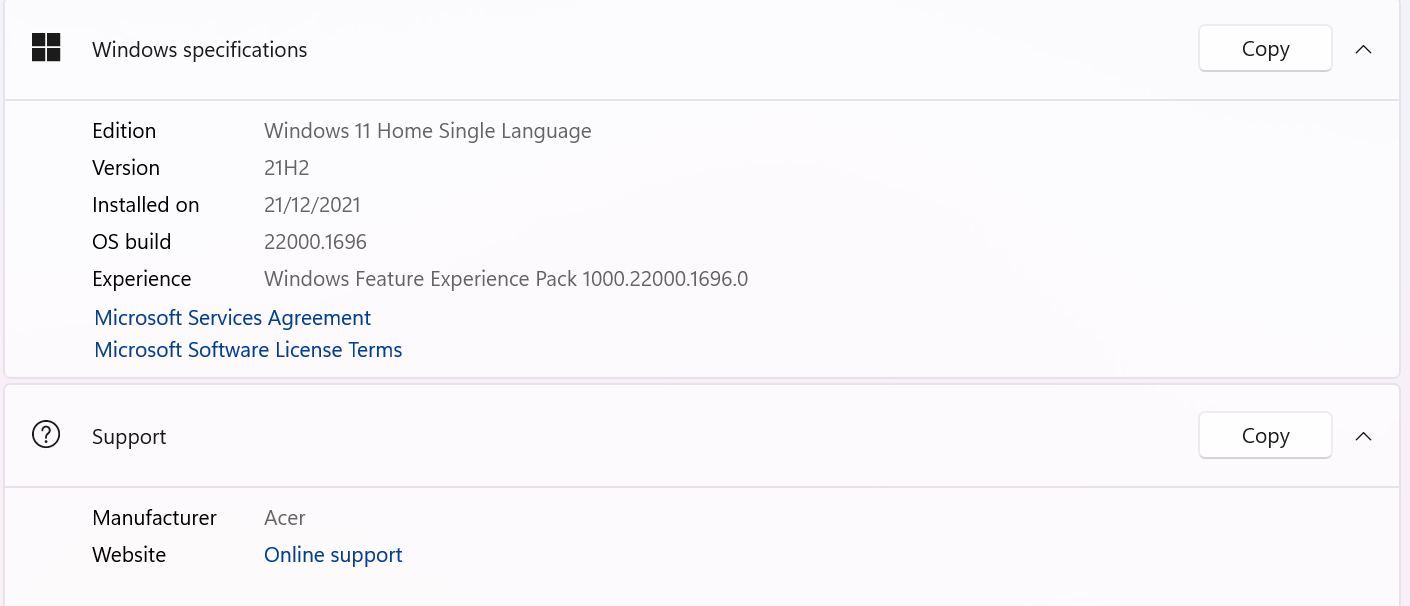 Windows specifications Copy
Edition Windows 11 Home Single Language
Version 21H2
Installed on 21/12/2021
OS build 22000.1696
Experience Windows Feature Experience Pack 1000.22000.1696.0
Microsoft Services Agreement
Microsoft Software License Terms
Support Copy
Manufacturer Acer
Website Online support